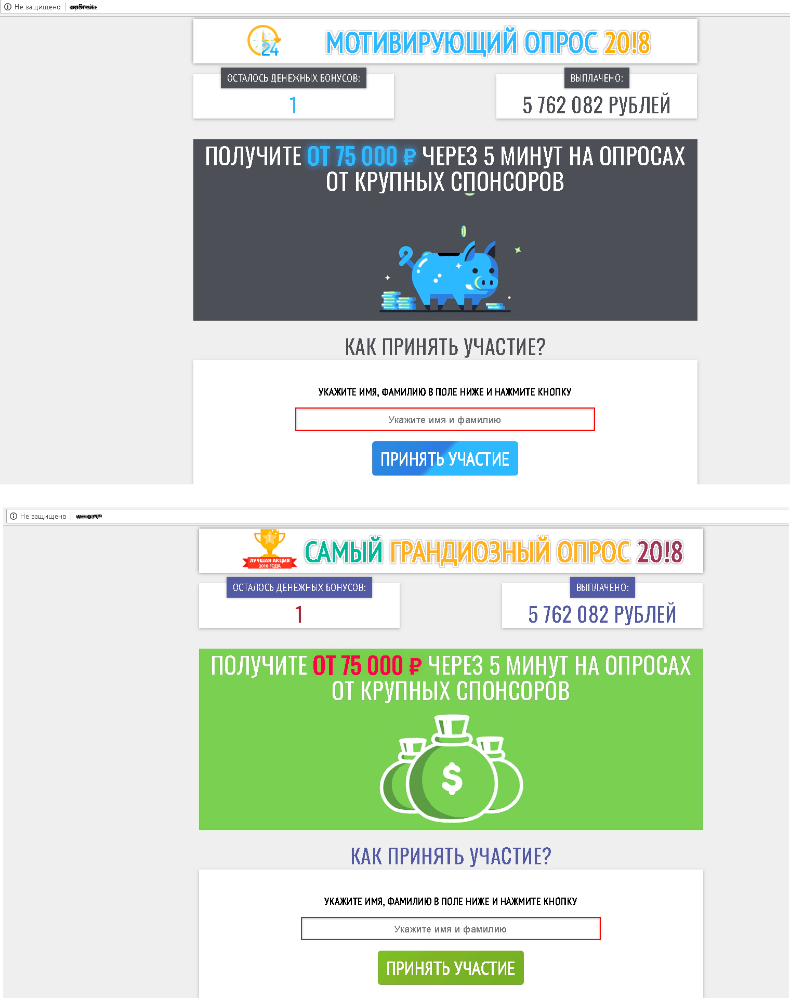 Не защищено
МОТИВИРУЮЩИЙ ОПРОС 20!8
24
ОСТАЛОСЬ ДЕНЕЖНЫХ БОНУСОВ:
1
ВЫПЛАЧЕНО:
5 762 082 РУБЛЕЙ
ПОЛУЧИТЕ ОТ 75 000 ₽ ЧЕРЕЗ 5 МИНУТ НА ОПРОСАХ
ОТ КРУПНЫХ СПОНСОРОВ
КАК ПРИНЯТЬ УЧАСТИЕ?
УКАЖИТЕ ИМЯ, ФАМИЛИЮ В ПОЛЕ НИЖЕ И НАЖМИТЕ КНОПКУ
Укажите имя и фамилию
ПРИНЯТЬ УЧАСТИЕ
Не защищено
1
ЛУЧШАЯ АКЦИЯ
2018 ГОДА
САМЫЙ ГРАНДИОЗНЫЙ ОПРОС 20!8
ОСТАЛОСЬ ДЕНЕЖНЫХ БОНУСОВ:
1
ВЫПЛАЧЕНО:
5 762 082 РУБЛЕЙ
ПОЛУЧИТЕ ОТ 75 000 ₽ ЧЕРЕЗ 5 МИНУТ НА ОПРОСАХ
ОТ КРУПНЫХ СПОНСОРОВ
$
КАК ПРИНЯТЬ УЧАСТИЕ?
УКАЖИТЕ ИМЯ, ФАМИЛИЮ В ПОЛЕ НИЖЕ И НАЖМИТЕ КНОПКУ
Укажите имя и фамилию
ПРИНЯТЬ УЧАСТИЕ